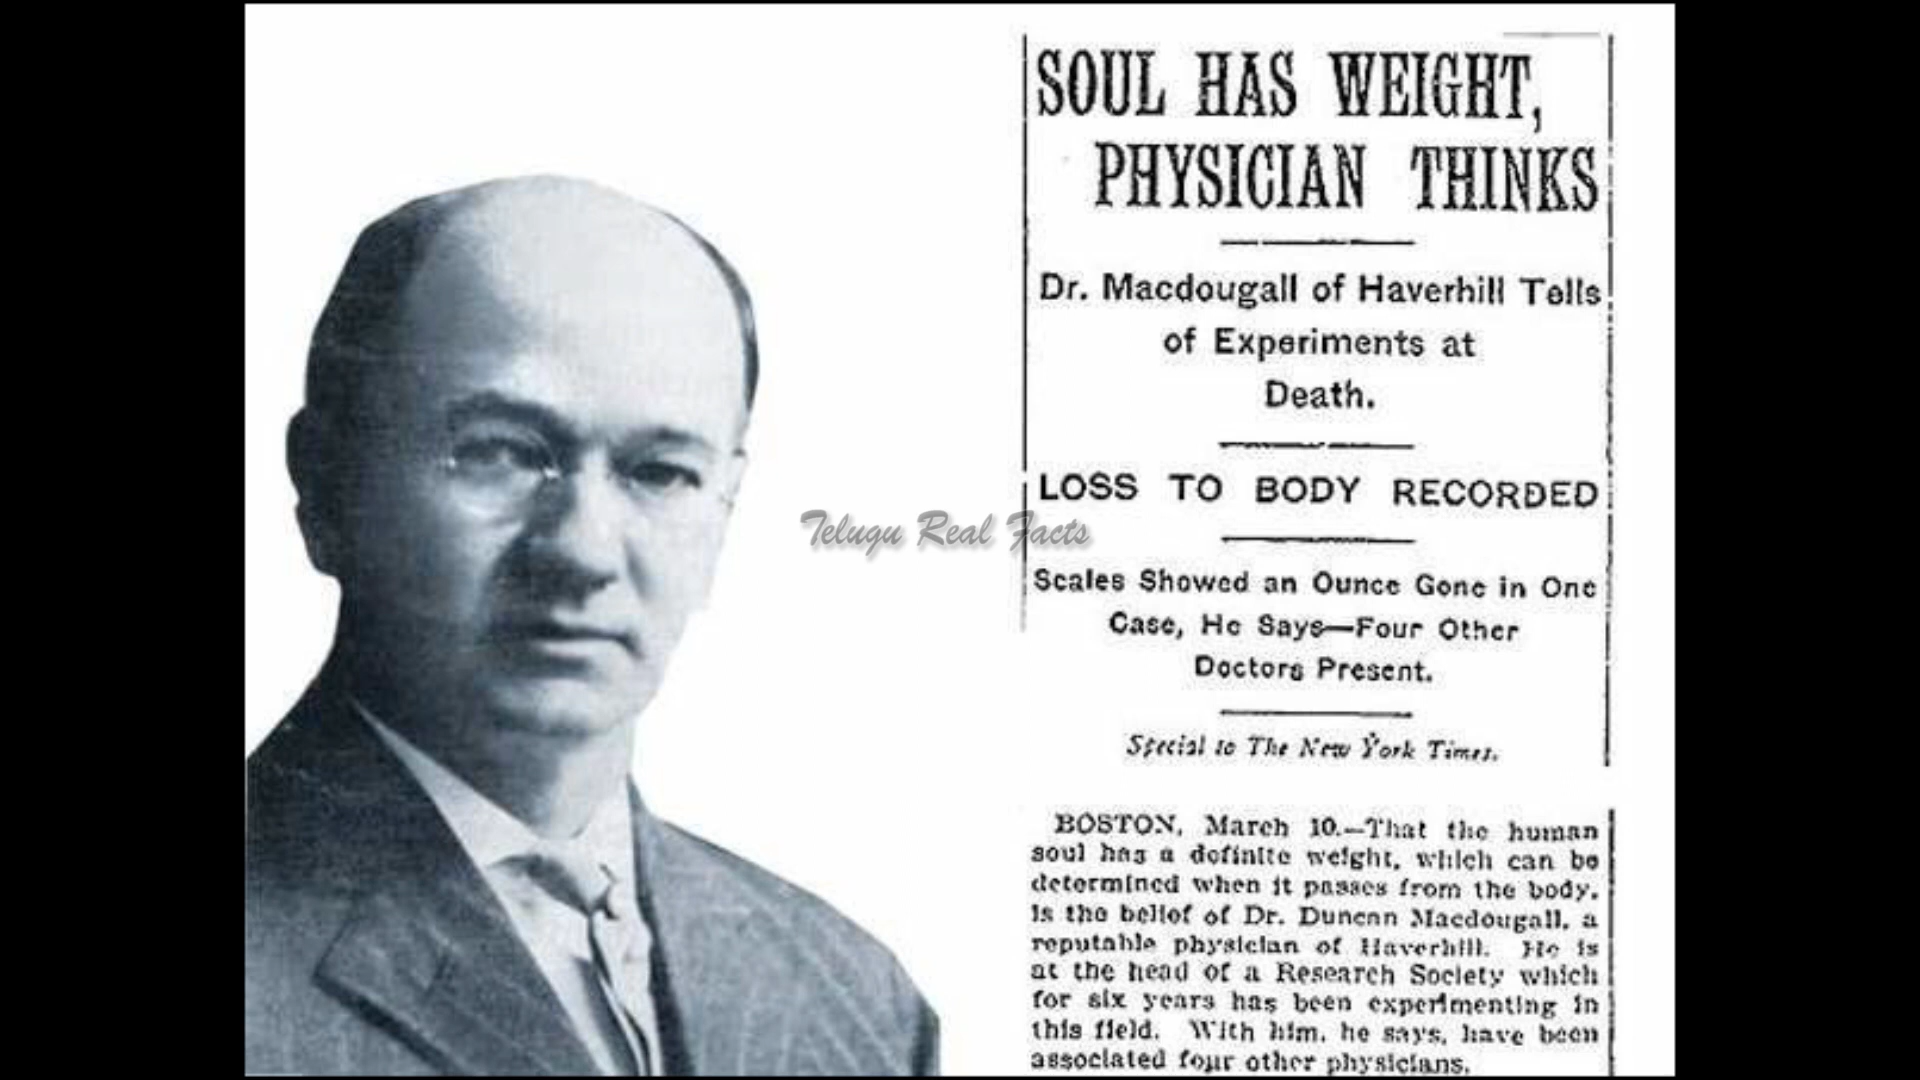 SOUL HAS WEIGHT,
PHYSICIAN THINKS
Dr. Macdougall of Haverhill Tells
of Experiments at
Death.
LOSS TO BODY RECORDED
Telugu Real Facts
Scales Showed an Ounce Gone in One
Case, He Says—Four Other
Doctors Present.
Special to The New York Times.
BOSTON, March 10.—That the human
soul has a definite weight, which can be
determined when it passes from the body,
is the belief of Dr. Duncan Macdougall, a
reputable physician of Haverhill. He is
at the head of a Research Society which
for six years has been experimenting in
this field. With him, he says, have been
associated four other physicians.